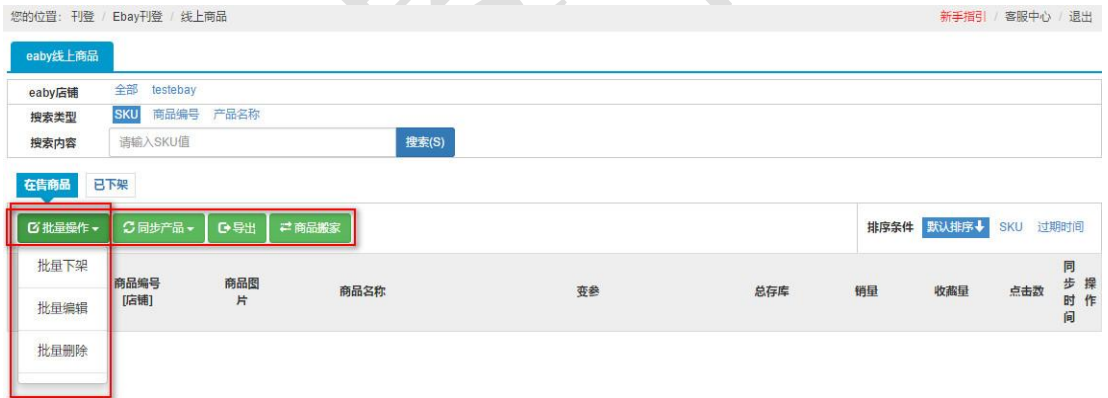 您的位置: 刊登 / Ebay刊登 / 线上商品
新手指引 / 客服中心 / 退出
eaby线上商品
eaby店铺 全部 testebay
搜索类型 SKU 商品编号 产品名称
搜索内容 请输入SKU值 搜索(S)
在售商品 已下架
批量操作 同步产品 导出 商品搬家
排序条件 默认排序 SKU 过期时间
批量下架
批量编辑
批量删除
商品编号
[店铺]
商品图
片
商品名称
变参
总存库
销量
收藏量
点击数
同
步
时
间
操
作